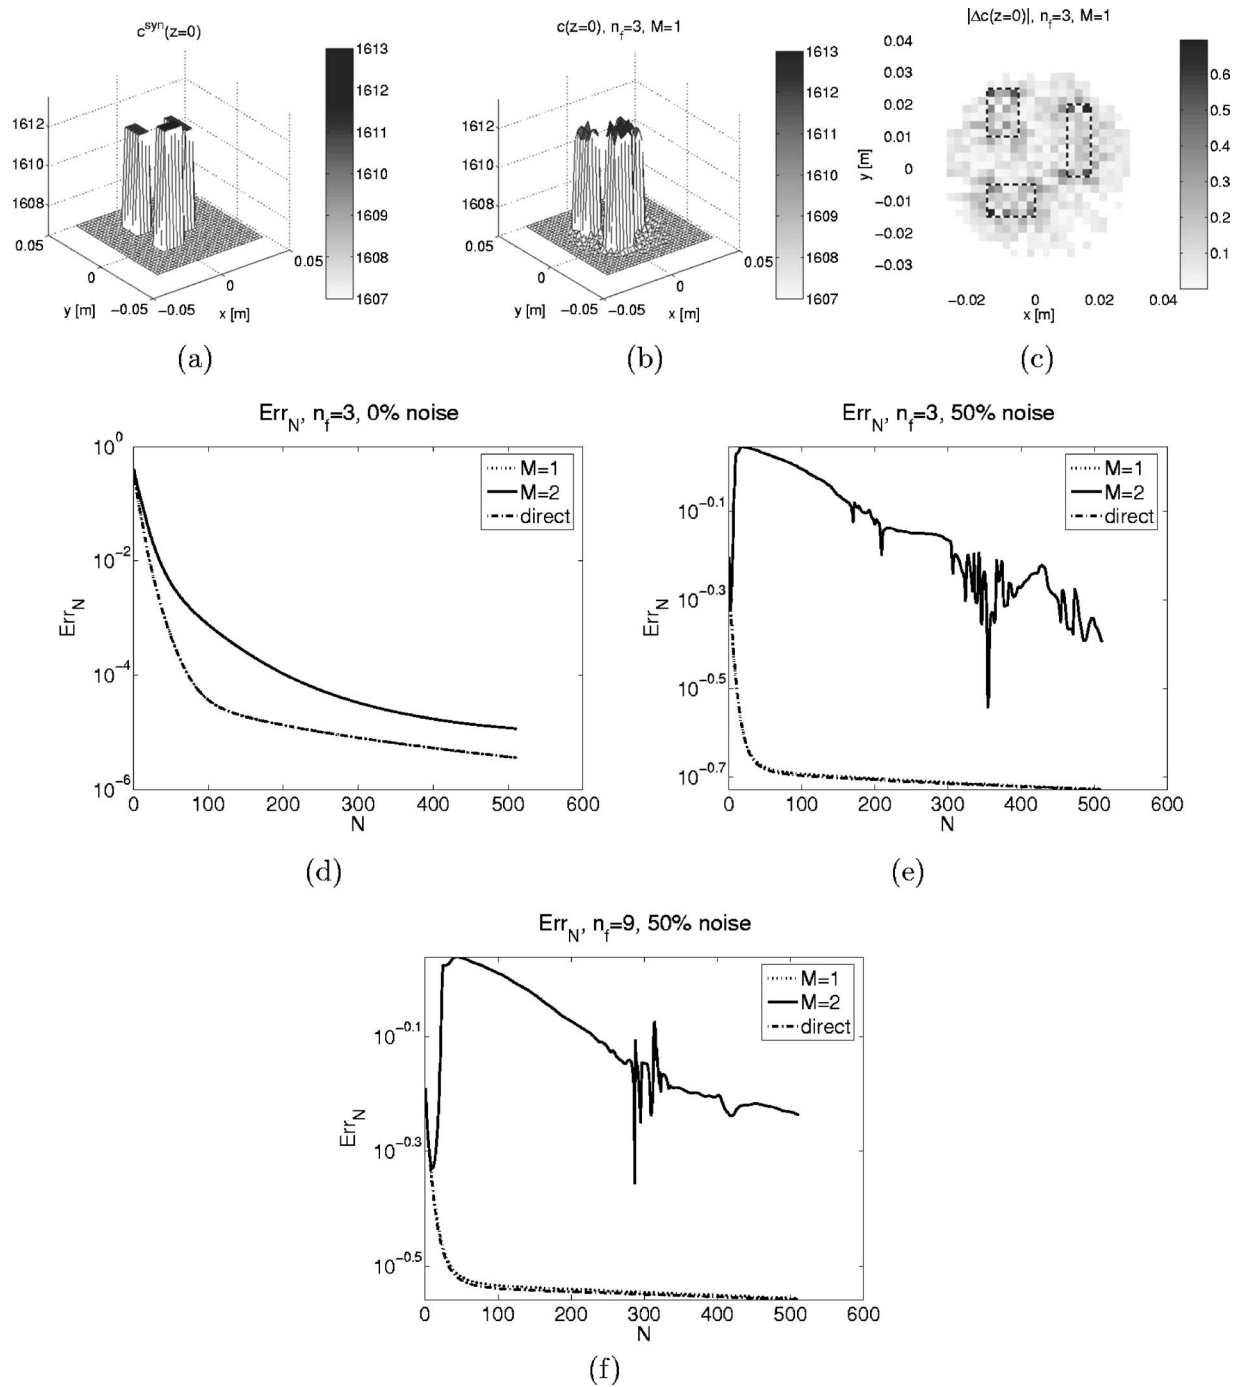 c^syn(z=0)
1612
1610
1608
0.05
0
−0.05
−0.05
0
0.05
y [m]
x [m]
1613
1612
1611
1610
1609
1608
1607
(a)
c(z=0), n_f=3, M=1
1612
1610
1608
0.05
0
−0.05
−0.05
0
0.05
y [m]
x [m]
1613
1612
1611
1610
1609
1608
1607
(b)
|Δc(z=0)|, n_f=3, M=1
0.04
0.03
0.02
0.01
0
−0.01
−0.02
−0.03
y [m]
−0.02 0 0.02 0.04
x [m]
0.6
0.5
0.4
0.3
0.2
0.1
(c)
Err_N, n_f=3, 0% noise
10^0
10^−2
10^−4
10^−6
Err_N
0 100 200 300 400 500 600
N
M=1
M=2
direct
(d)
Err_N, n_f=3, 50% noise
10^−0.1
10^−0.3
10^−0.5
10^−0.7
Err_N
0 100 200 300 400 500 600
N
M=1
M=2
direct
(e)
Err_N, n_f=9, 50% noise
10^−0.1
10^−0.3
10^−0.5
Err_N
0 100 200 300 400 500 600
N
M=1
M=2
direct
(f)